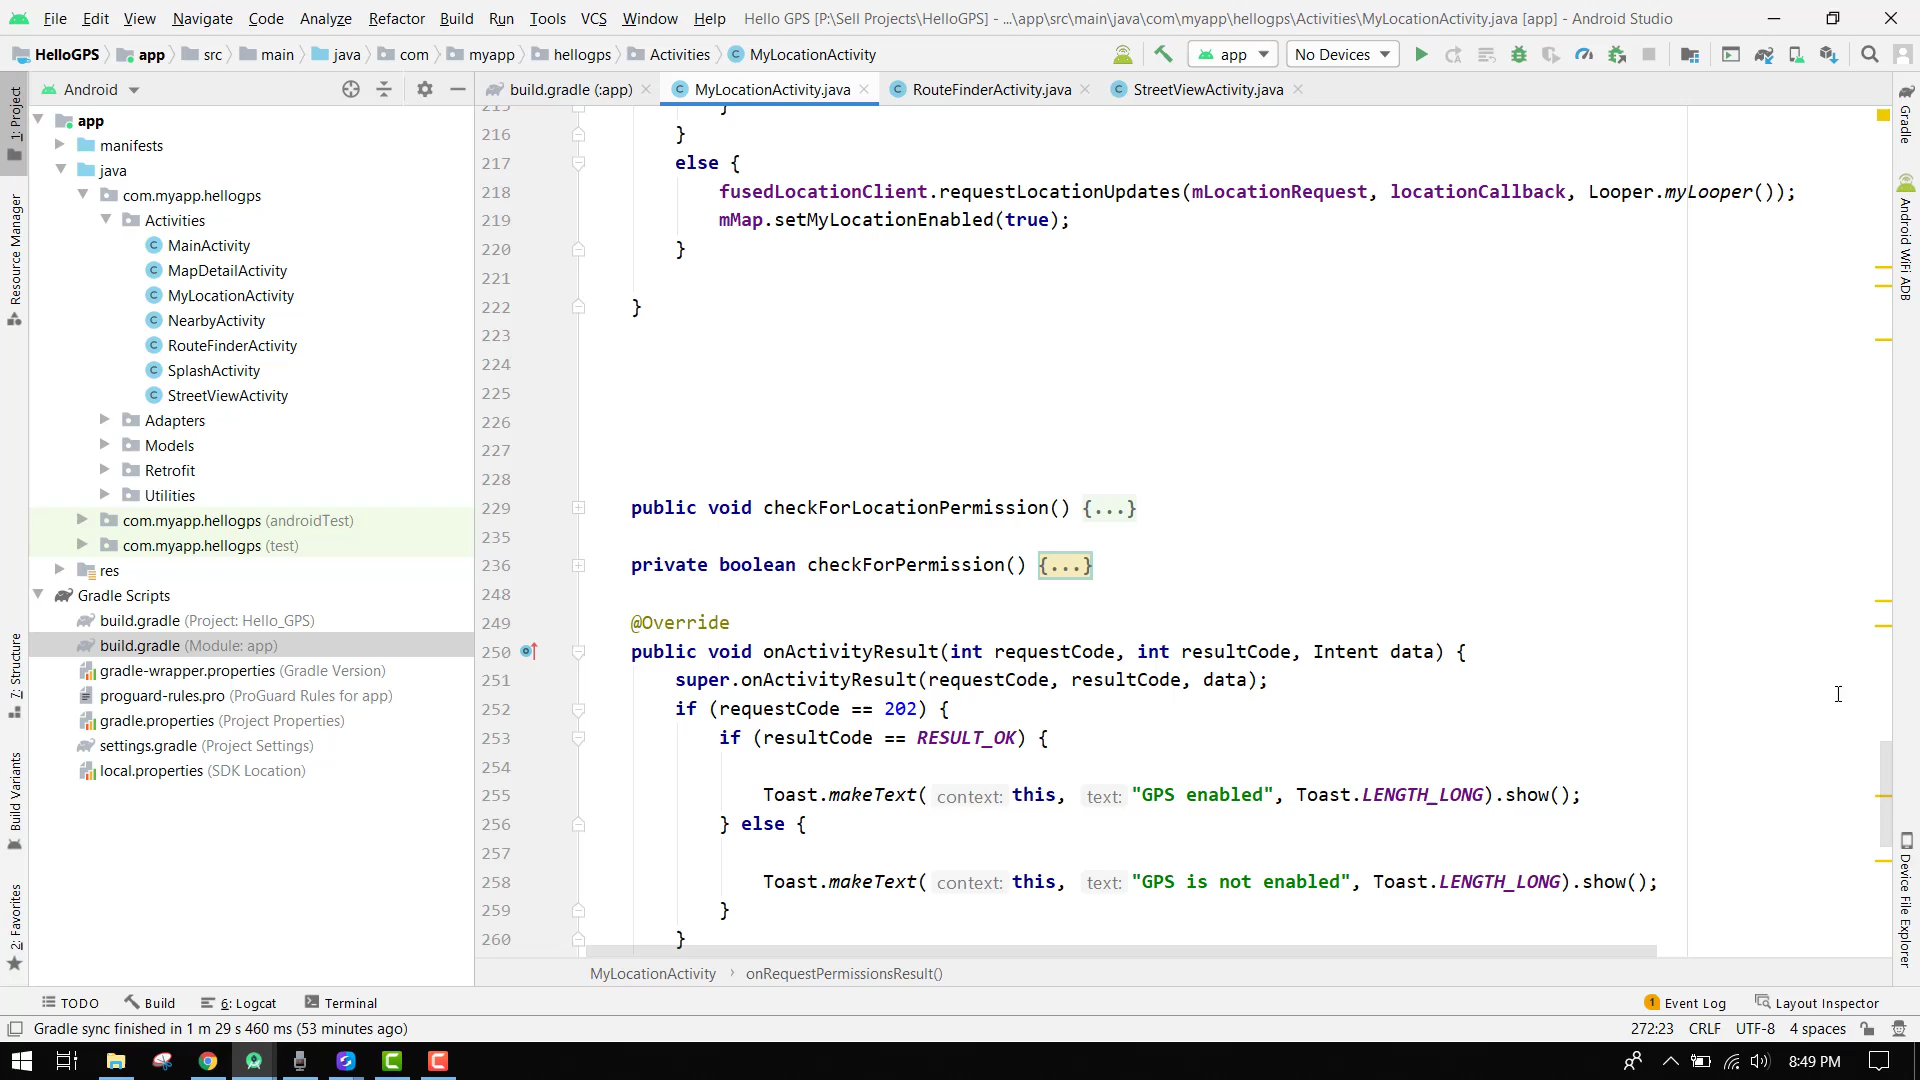 File Edit View Navigate Code Analyze Refactor Build Run Tools VCS Window Help Hello GPS [P:\Sell Projects\HelloGPS] - ...\app\src\main\java\com\myapp\hellogps\Activities\MyLocationActivity.java [app] - Android Studio
HelloGPS app src main java com myapp hellogps Activities MyLocationActivity app No Devices
Android build.gradle (:app) MyLocationActivity.java RouteFinderActivity.java StreetViewActivity.java
1: Project
Resource Manager
7: Structure
Build Variants
2: Favorites
app
manifests
java
com.myapp.hellogps
Activities
MainActivity
MapDetailActivity
MyLocationActivity
NearbyActivity
RouteFinderActivity
SplashActivity
StreetViewActivity
Adapters
Models
Retrofit
Utilities
com.myapp.hellogps (androidTest)
com.myapp.hellogps (test)
res
Gradle Scripts
build.gradle (Project: Hello_GPS)
build.gradle (Module: app)
gradle-wrapper.properties (Gradle Version)
proguard-rules.pro (ProGuard Rules for app)
gradle.properties (Project Properties)
settings.gradle (Project Settings)
local.properties (SDK Location)
215 }
216 }
217 else {
218 fusedLocationClient.requestLocationUpdates(mLocationRequest, locationCallback, Looper.myLooper());
219 mMap.setMyLocationEnabled(true);
220 }
221
222 }
223
224
225
226
227
228
229 public void checkForLocationPermission() {...}
235
236 private boolean checkForPermission() {...}
248
249 @Override
250 public void onActivityResult(int requestCode, int resultCode, Intent data) {
251 super.onActivityResult(requestCode, resultCode, data);
252 if (requestCode == 202) {
253 if (resultCode == RESULT_OK) {
254
255 Toast.makeText( context: this, text: "GPS enabled", Toast.LENGTH_LONG).show();
256 } else {
257
258 Toast.makeText( context: this, text: "GPS is not enabled", Toast.LENGTH_LONG).show();
259 }
260 }
MyLocationActivity › onRequestPermissionsResult()
Gradle
Android WiFi ADB
Device File Explorer
TODO Build 6: Logcat Terminal 1 Event Log Layout Inspector
Gradle sync finished in 1 m 29 s 460 ms (53 minutes ago) 272:23 CRLF UTF-8 4 spaces
8:49 PM